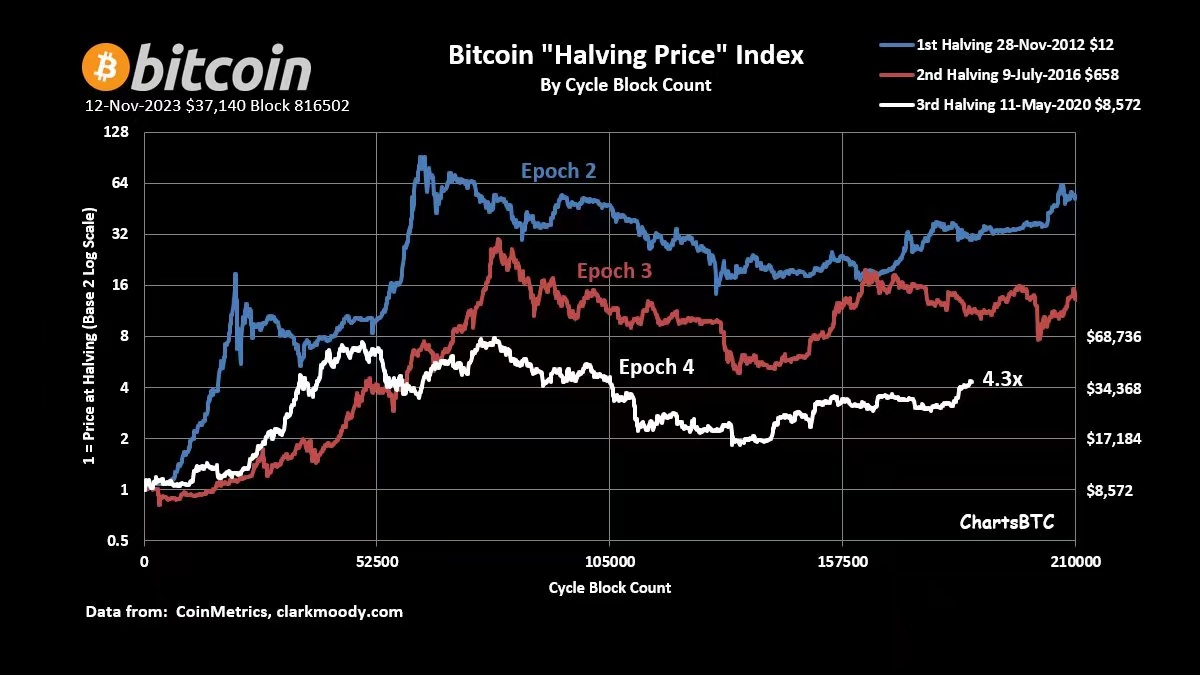 bitcoin
12-Nov-2023 $37,140 Block 816502
Bitcoin "Halving Price" Index
By Cycle Block Count
1st Halving 28-Nov-2012 $12
2nd Halving 9-July-2016 $658
3rd Halving 11-May-2020 $8,572
1 = Price at Halving (Base 2 Log Scale)
128
64
32
16
8
4
2
1
0.5
Epoch 2
Epoch 3
Epoch 4
4.3x
$68,736
$34,368
$17,184
$8,572
ChartsBTC
0
52500
105000
157500
210000
Cycle Block Count
Data from: CoinMetrics, clarkmoody.com